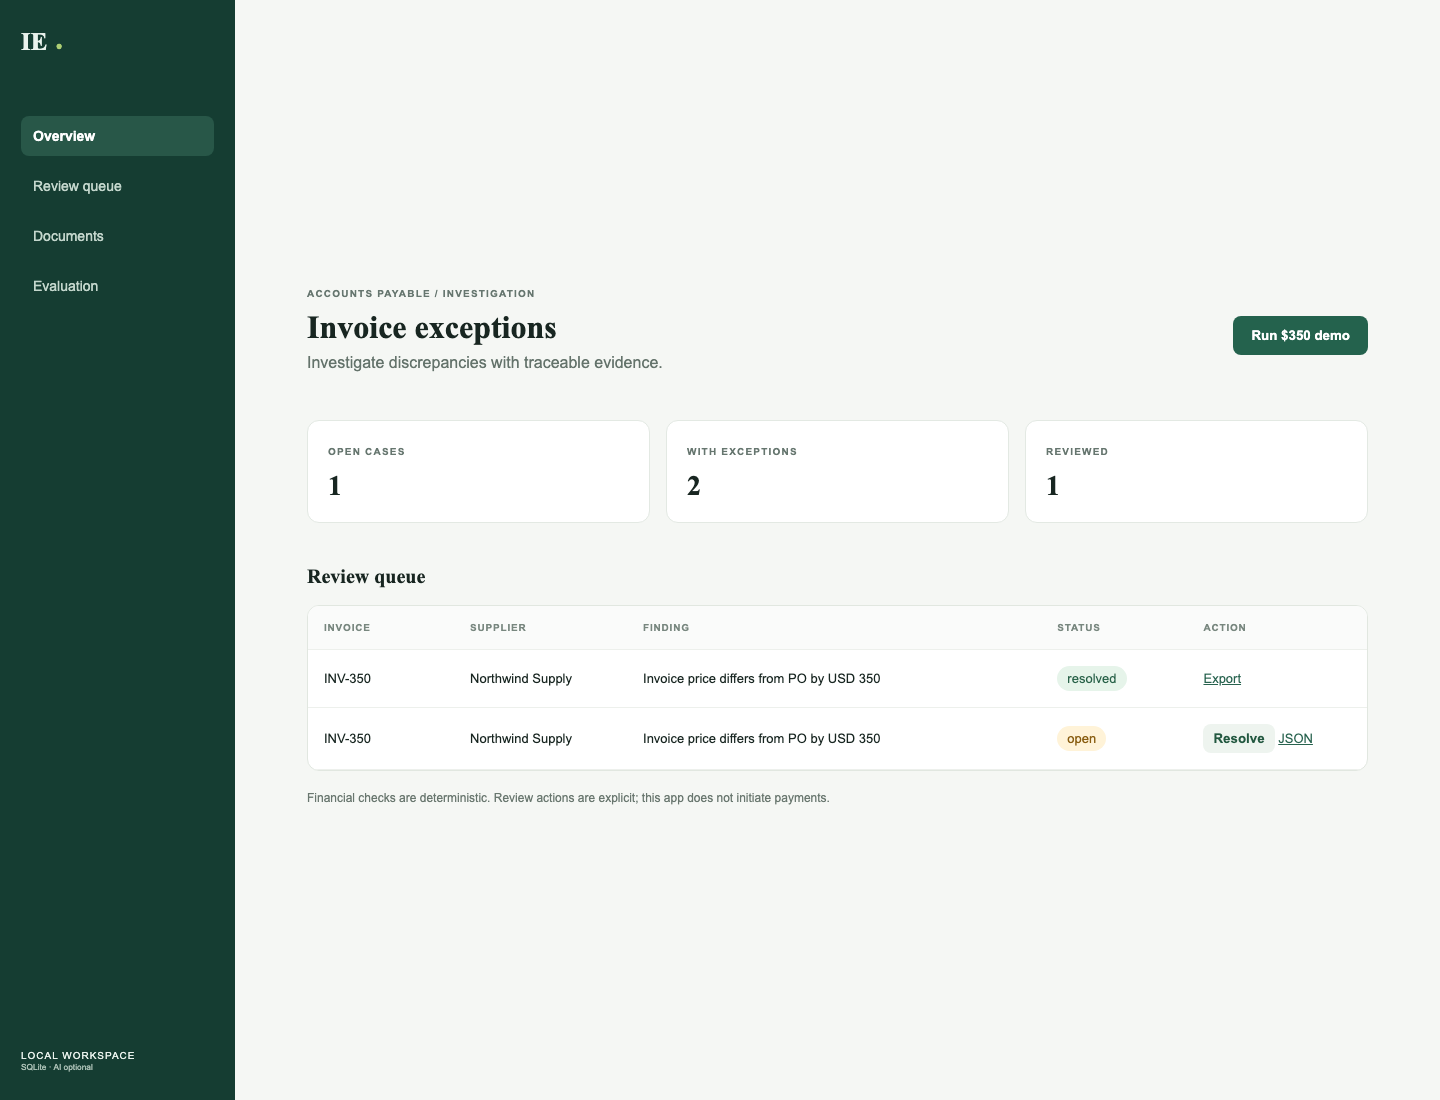 IE .
Overview
Review queue
Documents
Evaluation
LOCAL WORKSPACE
SQLite · AI optional
ACCOUNTS PAYABLE / INVESTIGATION
Invoice exceptions
Investigate discrepancies with traceable evidence.
Run $350 demo
OPEN CASES
1
WITH EXCEPTIONS
2
REVIEWED
1
Review queue
INVOICE SUPPLIER FINDING STATUS ACTION
INV-350 Northwind Supply Invoice price differs from PO by USD 350 resolved Export
INV-350 Northwind Supply Invoice price differs from PO by USD 350 open Resolve JSON
Financial checks are deterministic. Review actions are explicit; this app does not initiate payments.